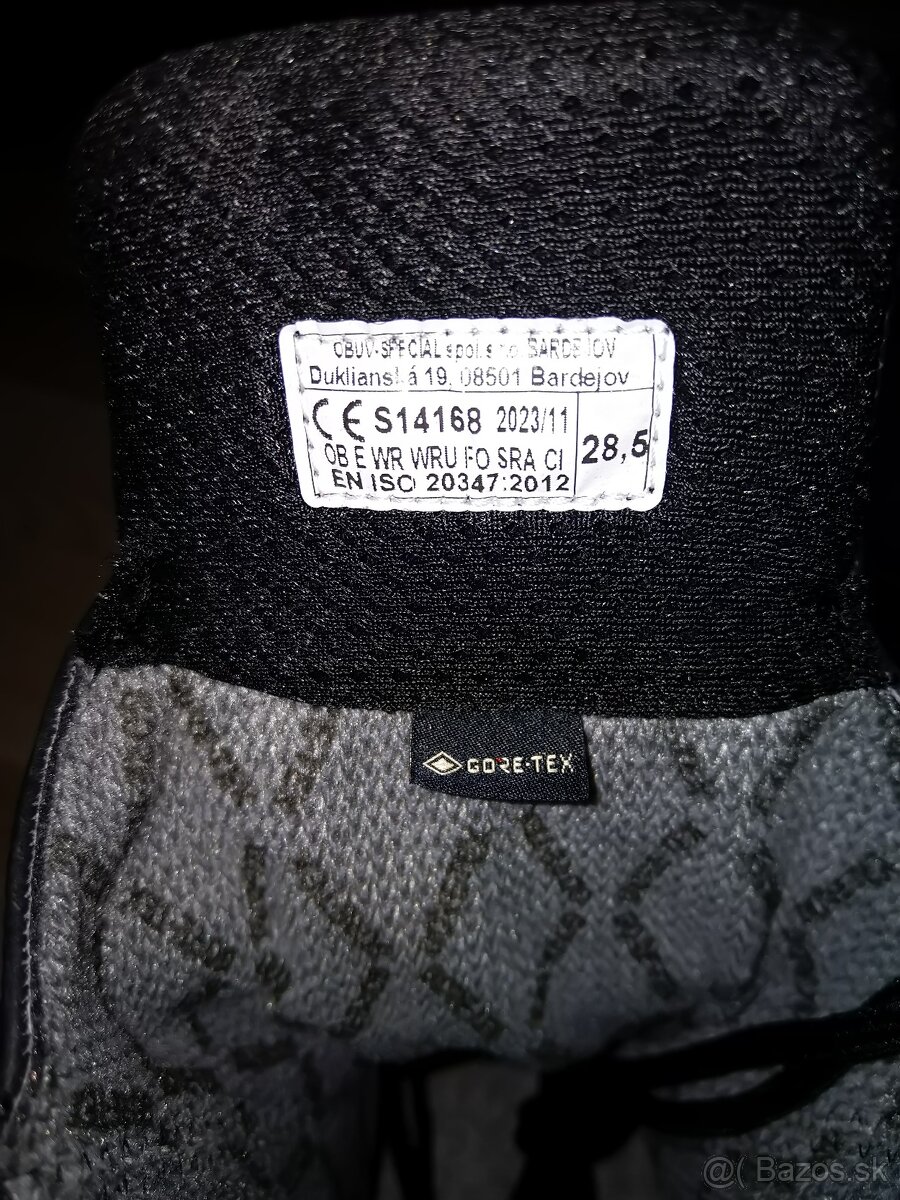 OBUV-SPECIAL spol. s r.o. BARDEJOV
Duklianska 19, 08501 Bardejov
CE S14168 2023/11
28,5
OB E WR WRU FO SRA CI
EN ISO 20347:2012
GORE-TEX
@( Bazos.sk